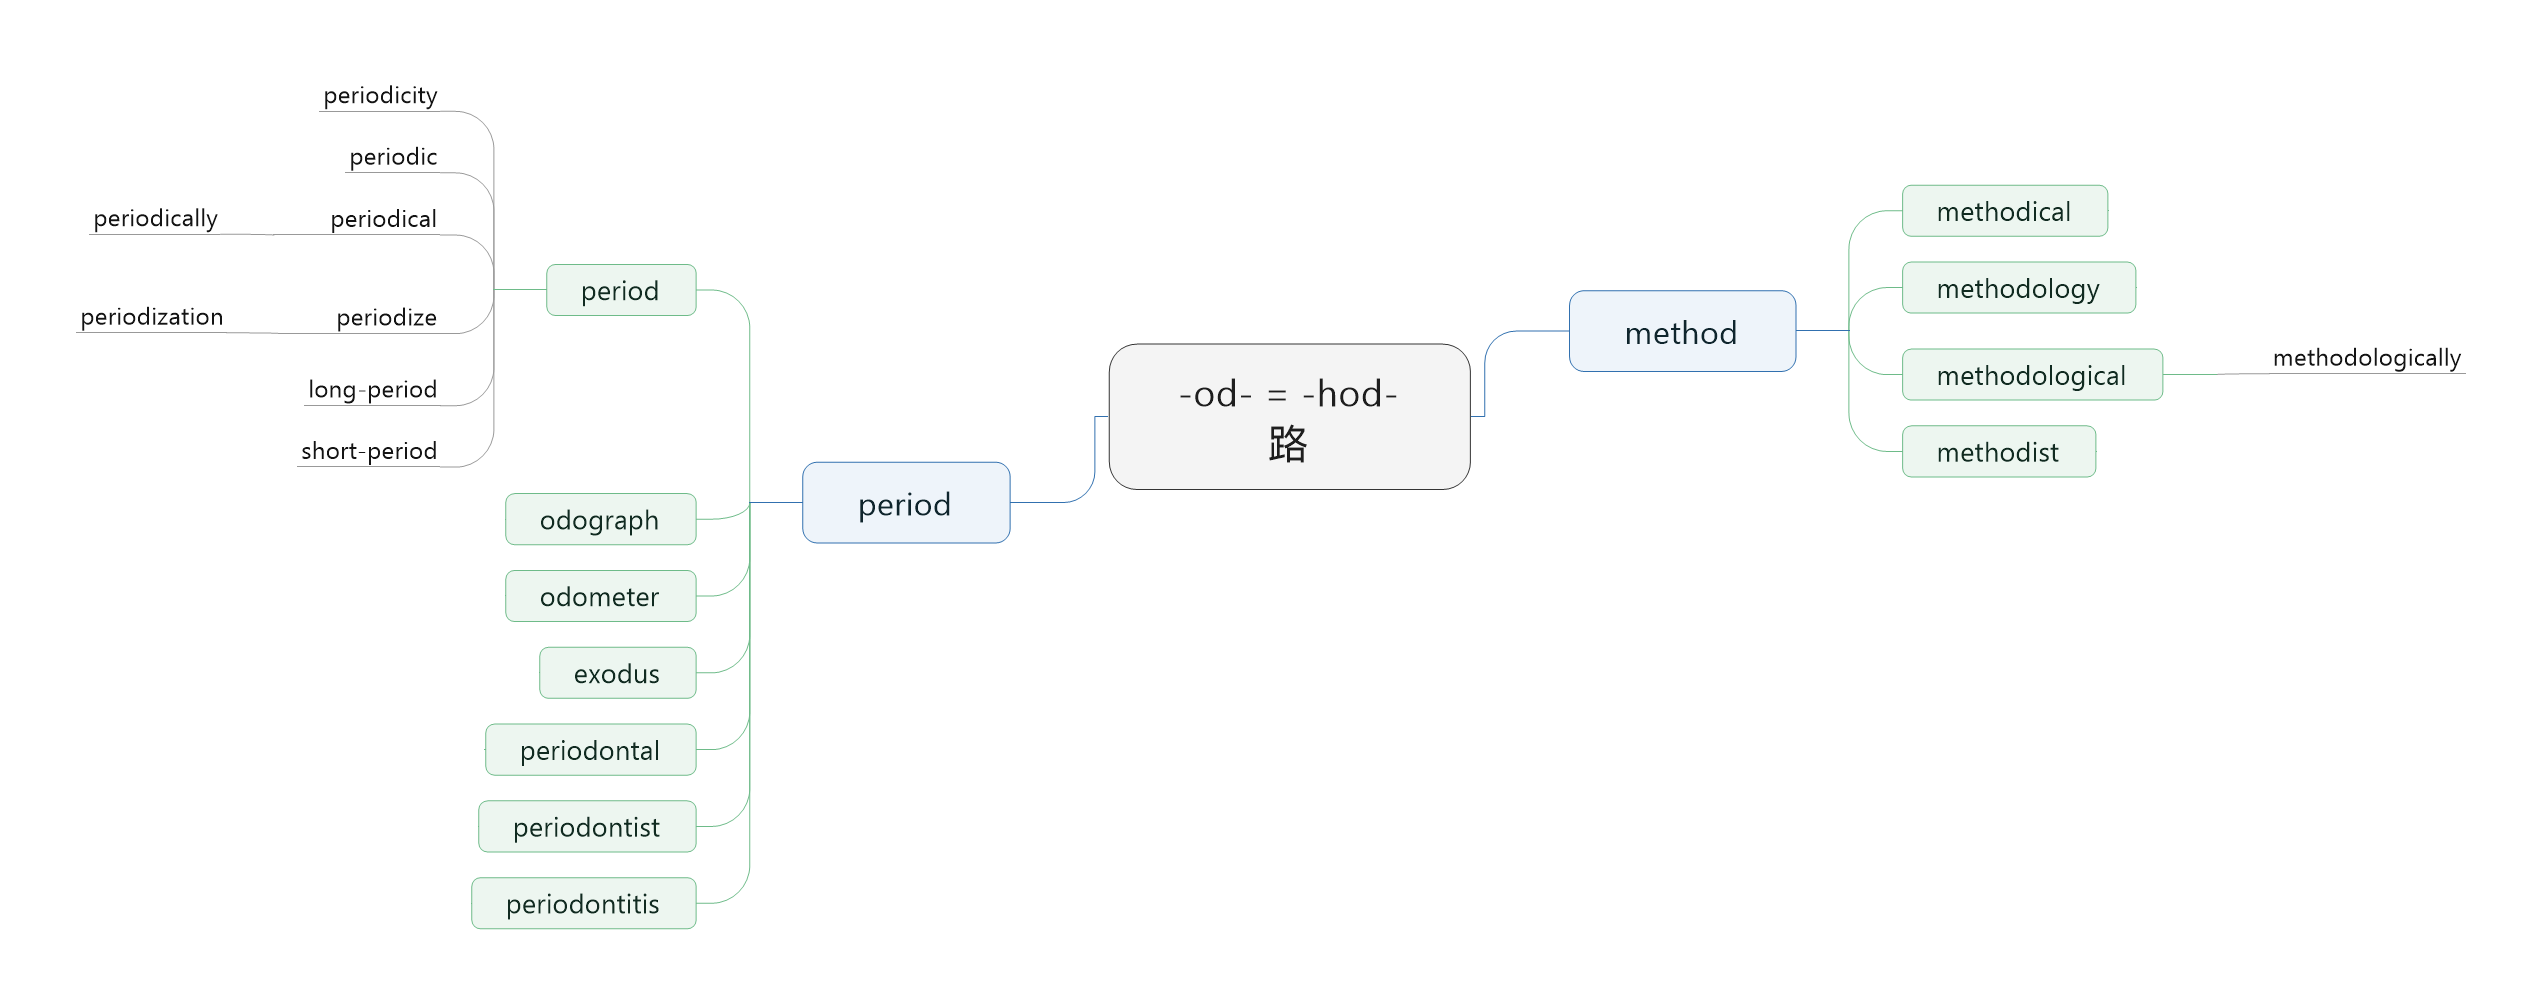 periodicity
periodic
periodically
periodical
periodization
periodize
long-period
short-period
period
odograph
odometer
exodus
periodontal
periodontist
periodontitis
period
-od- = -hod-
路
method
methodical
methodology
methodological
methodologically
methodist